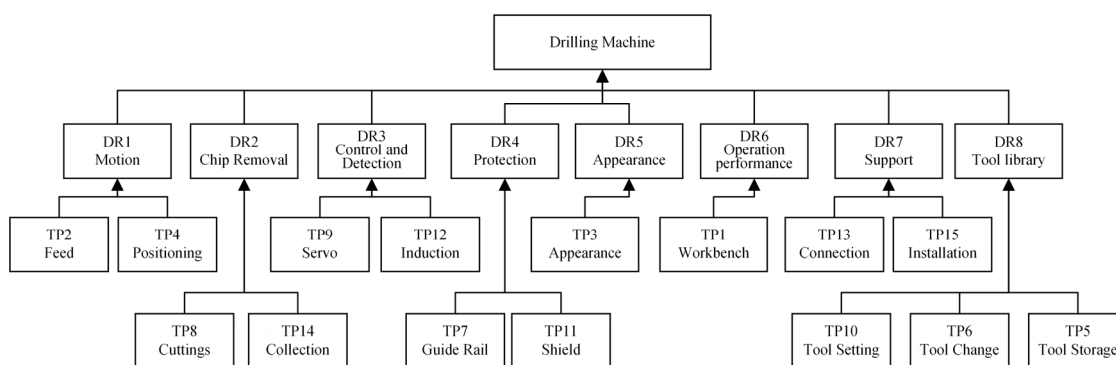 Drilling Machine
DR1
Motion
DR2
Chip Removal
DR3
Control and
Detection
DR4
Protection
DR5
Appearance
DR6
Operation
performance
DR7
Support
DR8
Tool library
TP2
Feed
TP4
Positioning
TP9
Servo
TP12
Induction
TP3
Appearance
TP1
Workbench
TP13
Connection
TP15
Installation
TP8
Cuttings
TP14
Collection
TP7
Guide Rail
TP11
Shield
TP10
Tool Setting
TP6
Tool Change
TP5
Tool Storage